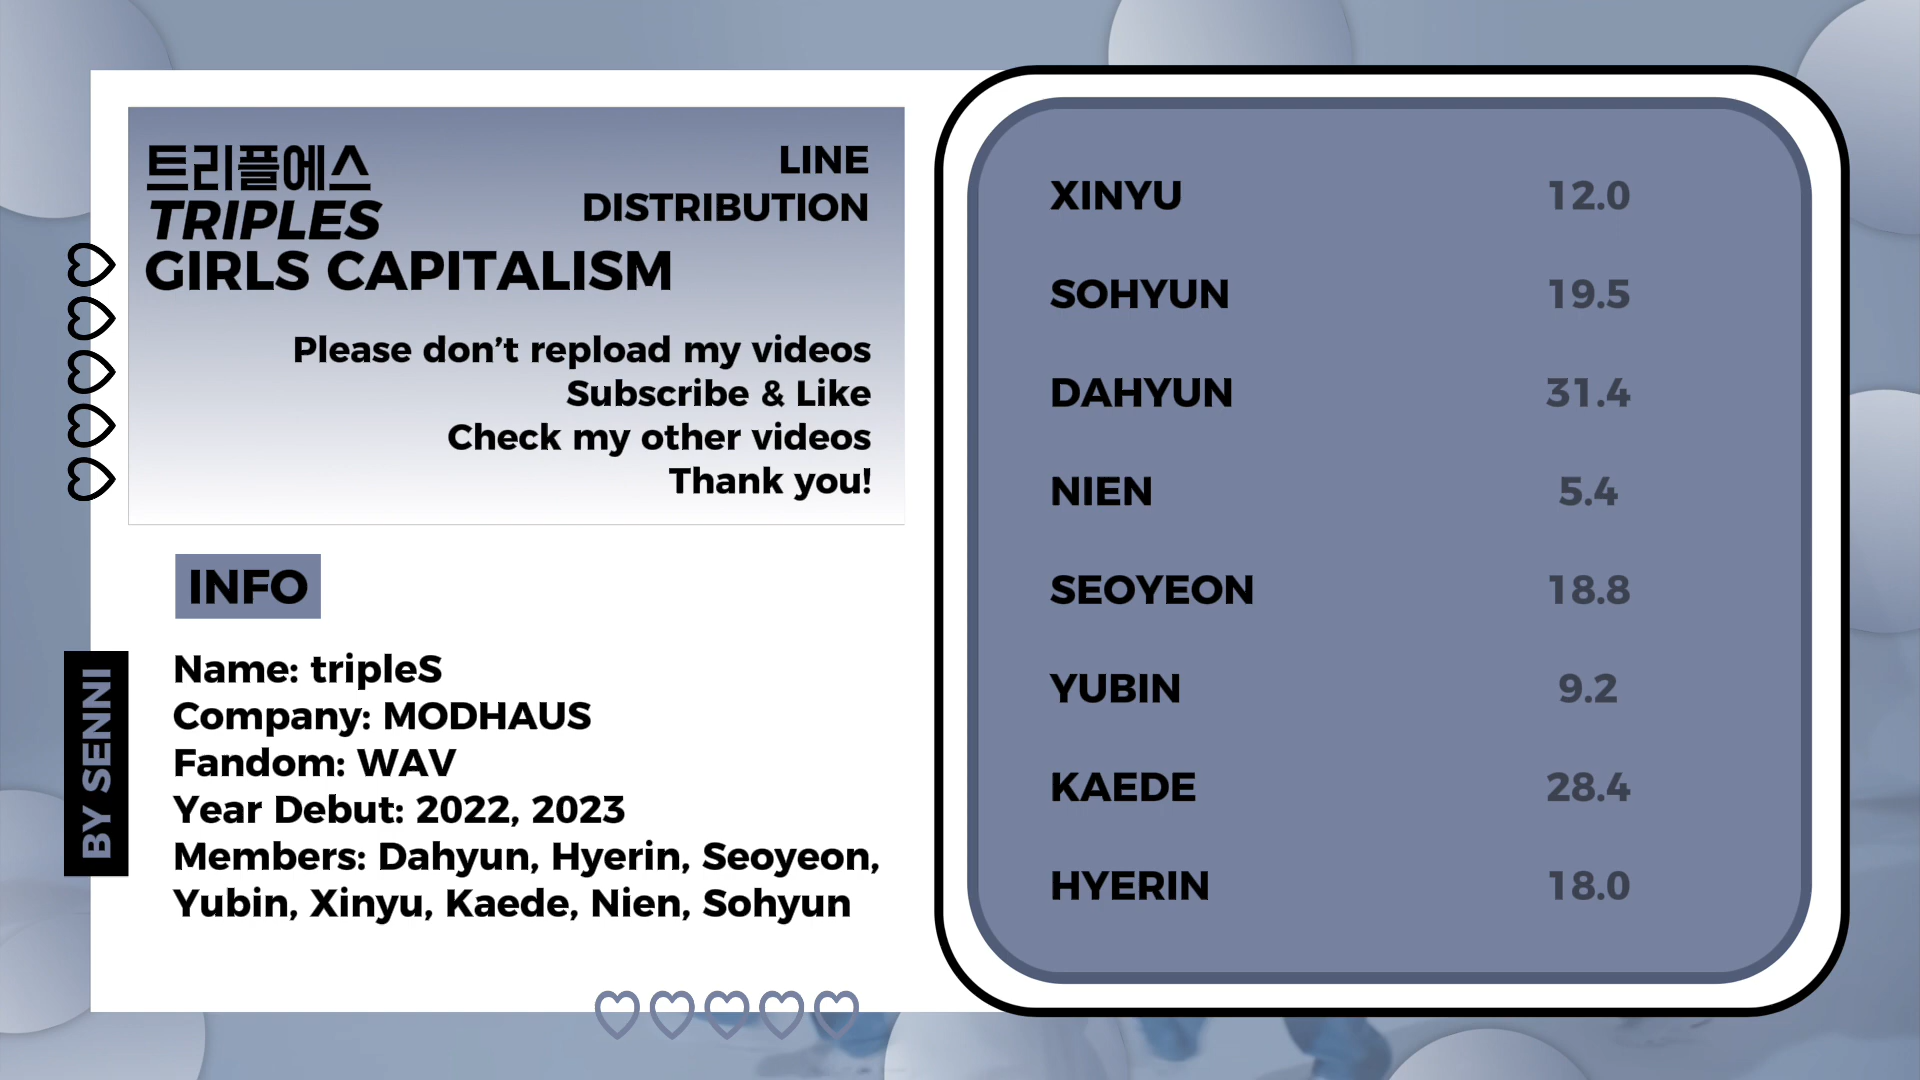 트리플에스
TRIPLES
GIRLS CAPITALISM
LINE
DISTRIBUTION
Please don't repload my videos
Subscribe & Like
Check my other videos
Thank you!
INFO
Name: tripleS
Company: MODHAUS
Fandom: WAV
Year Debut: 2022, 2023
Members: Dahyun, Hyerin, Seoyeon,
Yubin, Xinyu, Kaede, Nien, Sohyun
BY SENNI
XINYU 12.0
SOHYUN 19.5
DAHYUN 31.4
NIEN 5.4
SEOYEON 18.8
YUBIN 9.2
KAEDE 28.4
HYERIN 18.0